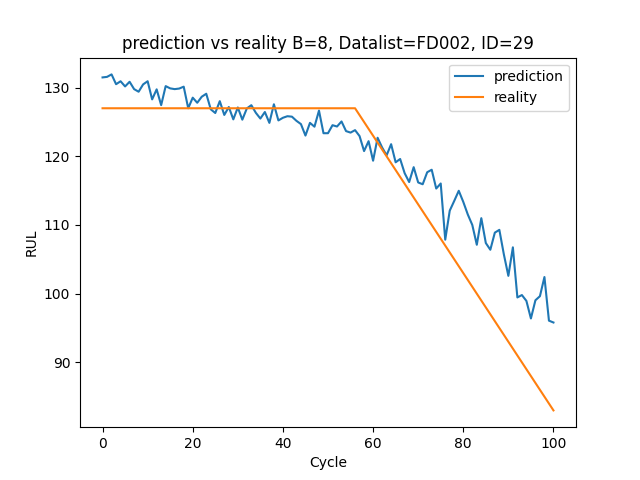 prediction vs reality B=8, Datalist=FD002, ID=29
prediction
reality
130
120
110
100
90
RUL
0 20 40 60 80 100
Cycle